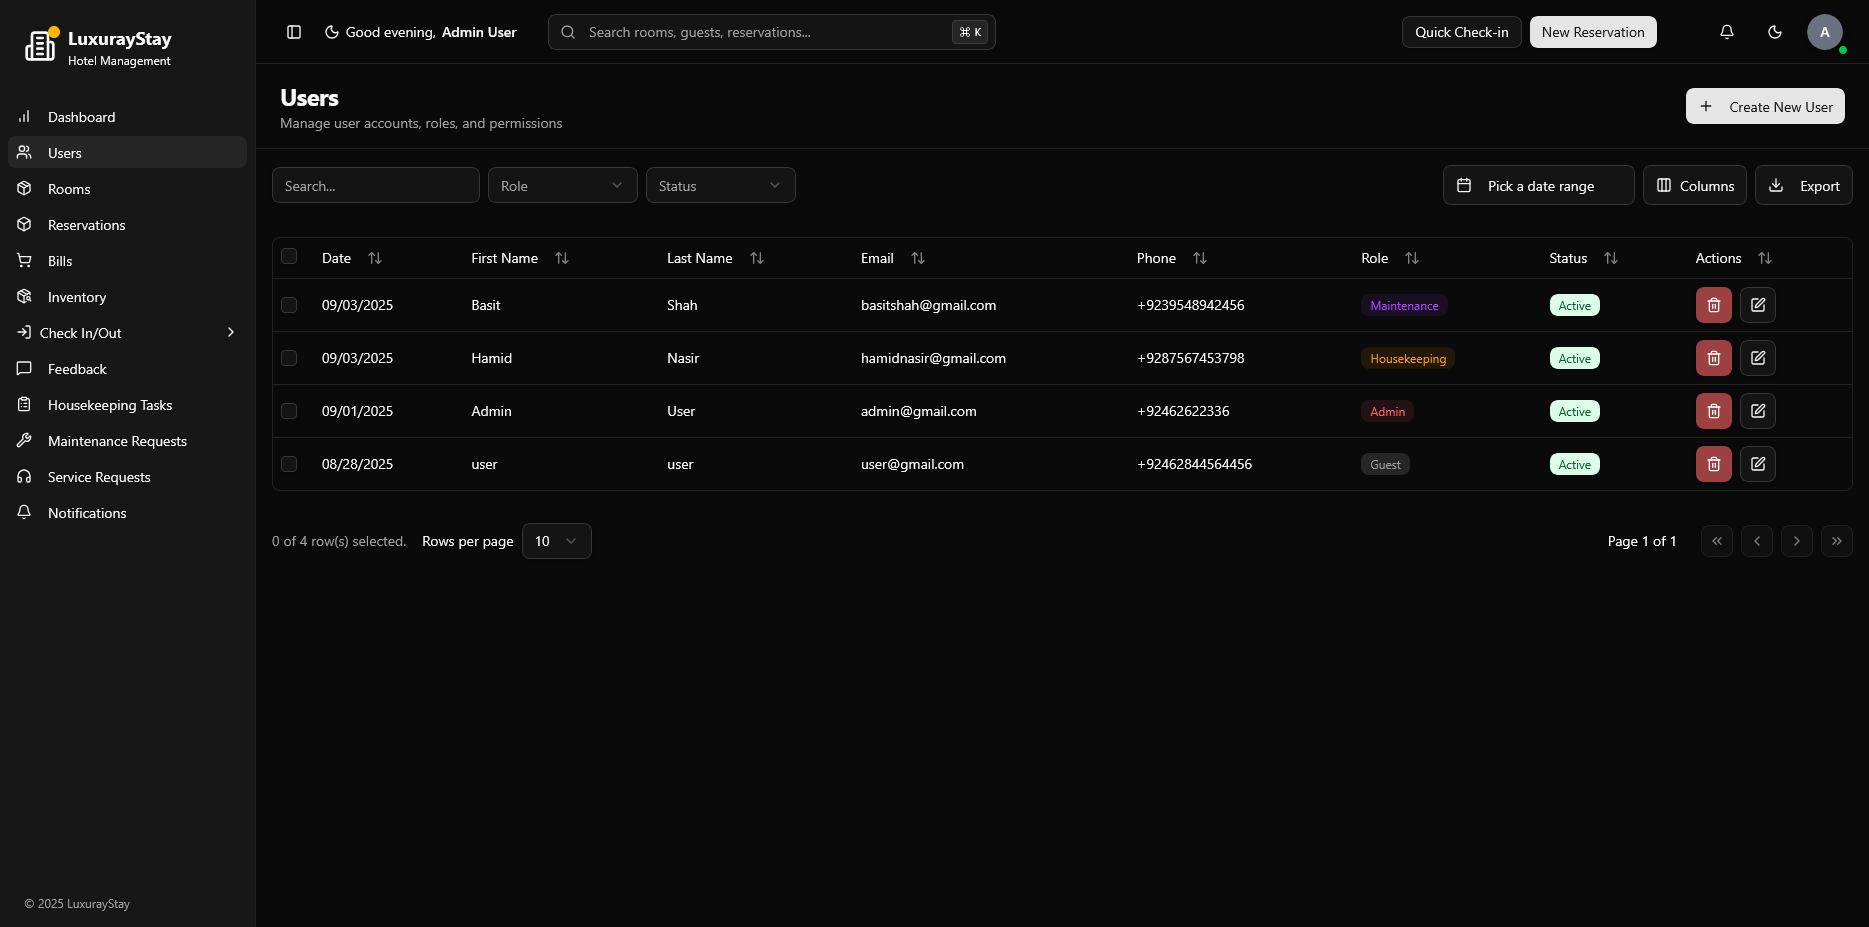 LuxurayStay
Hotel Management
Dashboard
Users
Rooms
Reservations
Bills
Inventory
Check In/Out
Feedback
Housekeeping Tasks
Maintenance Requests
Service Requests
Notifications
© 2025 LuxurayStay
Good evening, Admin User
Search rooms, guests, reservations...
⌘ K
Quick Check-in
New Reservation
A
Users
Manage user accounts, roles, and permissions
Create New User
Search...
Role
Status
Pick a date range
Columns
Export
Date First Name Last Name Email Phone Role Status Actions
09/03/2025 Basit Shah basitshah@gmail.com +9239548942456 Maintenance Active
09/03/2025 Hamid Nasir hamidnasir@gmail.com +9287567453798 Housekeeping Active
09/01/2025 Admin User admin@gmail.com +92462622336 Admin Active
08/28/2025 user user user@gmail.com +92462844564456 Guest Active
0 of 4 row(s) selected. Rows per page 10
Page 1 of 1